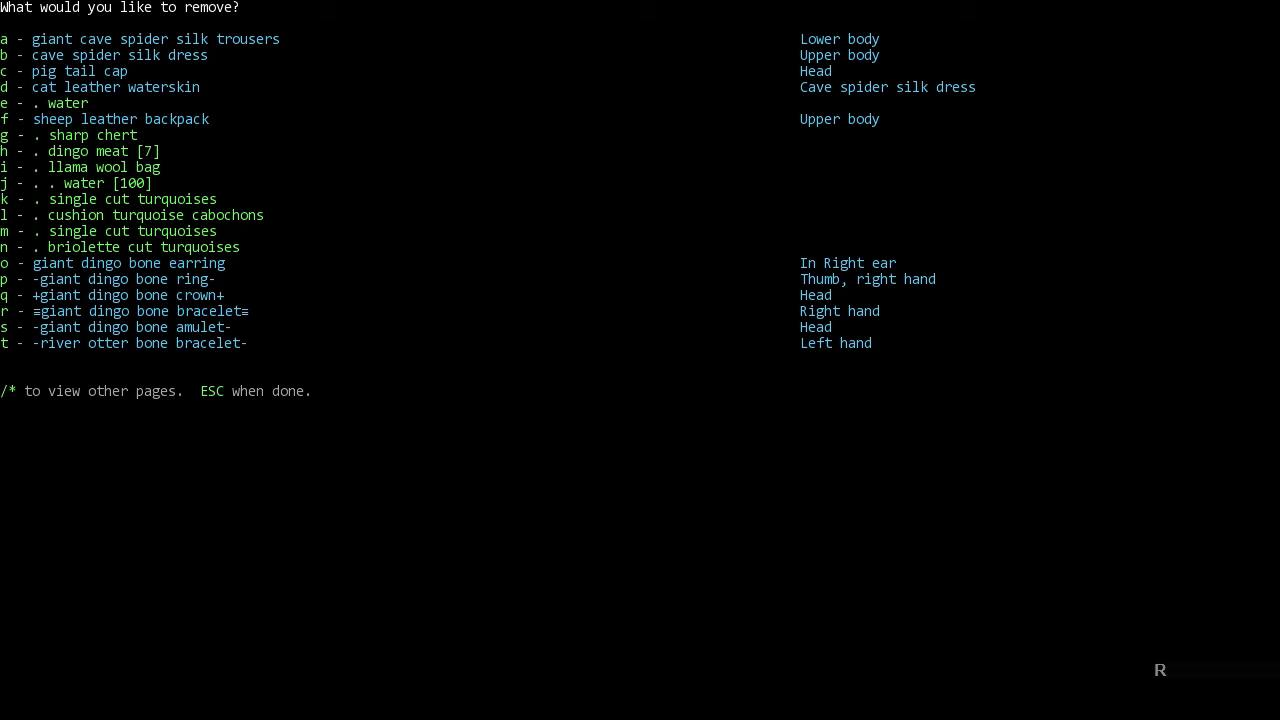 What would you like to remove?
a - giant cave spider silk trousers Lower body
b - cave spider silk dress Upper body
c - pig tail cap Head
d - cat leather waterskin Cave spider silk dress
e - . water
f - sheep leather backpack Upper body
g - . sharp chert
h - . dingo meat [7]
i - . llama wool bag
j - . . water [100]
k - . single cut turquoises
l - . cushion turquoise cabochons
m - . single cut turquoises
n - . briolette cut turquoises
o - giant dingo bone earring In Right ear
p - -giant dingo bone ring- Thumb, right hand
q - +giant dingo bone crown+ Head
r - ≡giant dingo bone bracelet≡ Right hand
s - -giant dingo bone amulet- Head
t - -river otter bone bracelet- Left hand
/* to view other pages. ESC when done.
R